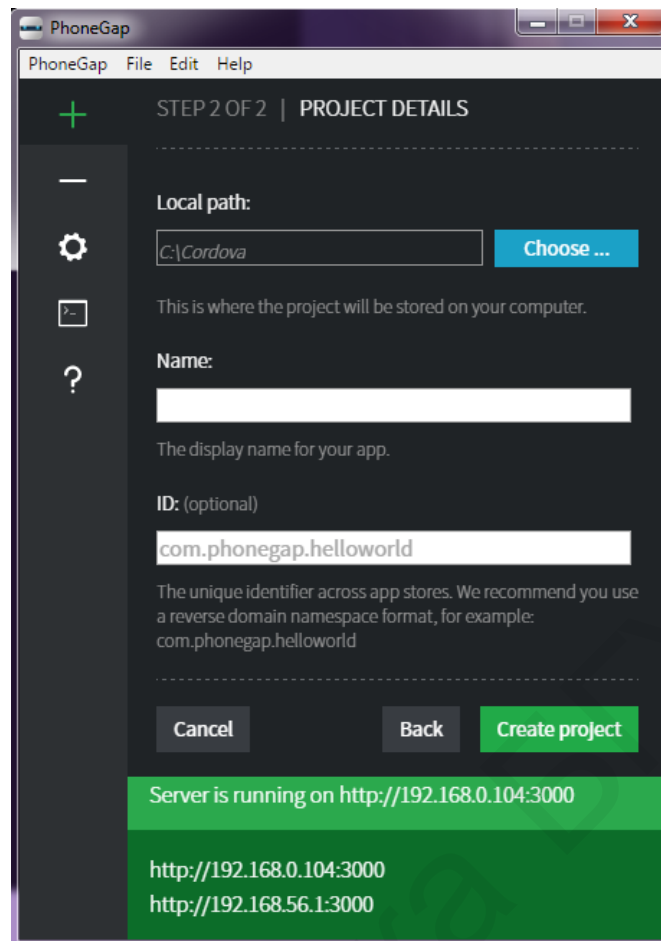 PhoneGap
PhoneGap File Edit Help
STEP 2 OF 2 | PROJECT DETAILS
Local path:
C:\Cordova
Choose ...
This is where the project will be stored on your computer.
Name:
The display name for your app.
ID: (optional)
com.phonegap.helloworld
The unique identifier across app stores. We recommend you use
a reverse domain namespace format, for example:
com.phonegap.helloworld
Cancel
Back
Create project
Server is running on http://192.168.0.104:3000
http://192.168.0.104:3000
http://192.168.56.1:3000